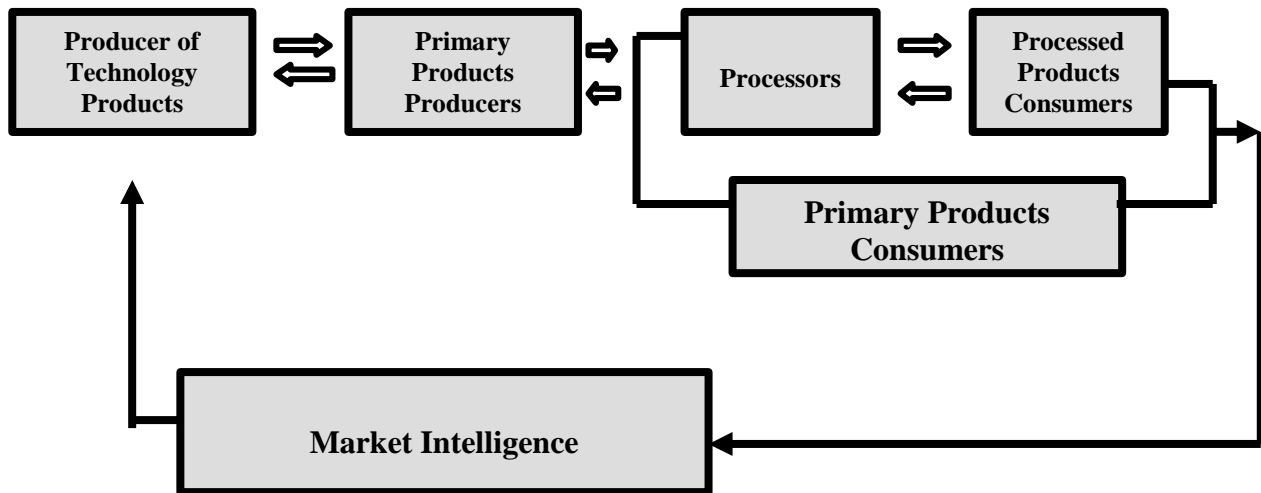 Producer of
Technology
Products
Primary
Products
Producers
Processors
Processed
Products
Consumers
Primary Products
Consumers
Market Intelligence